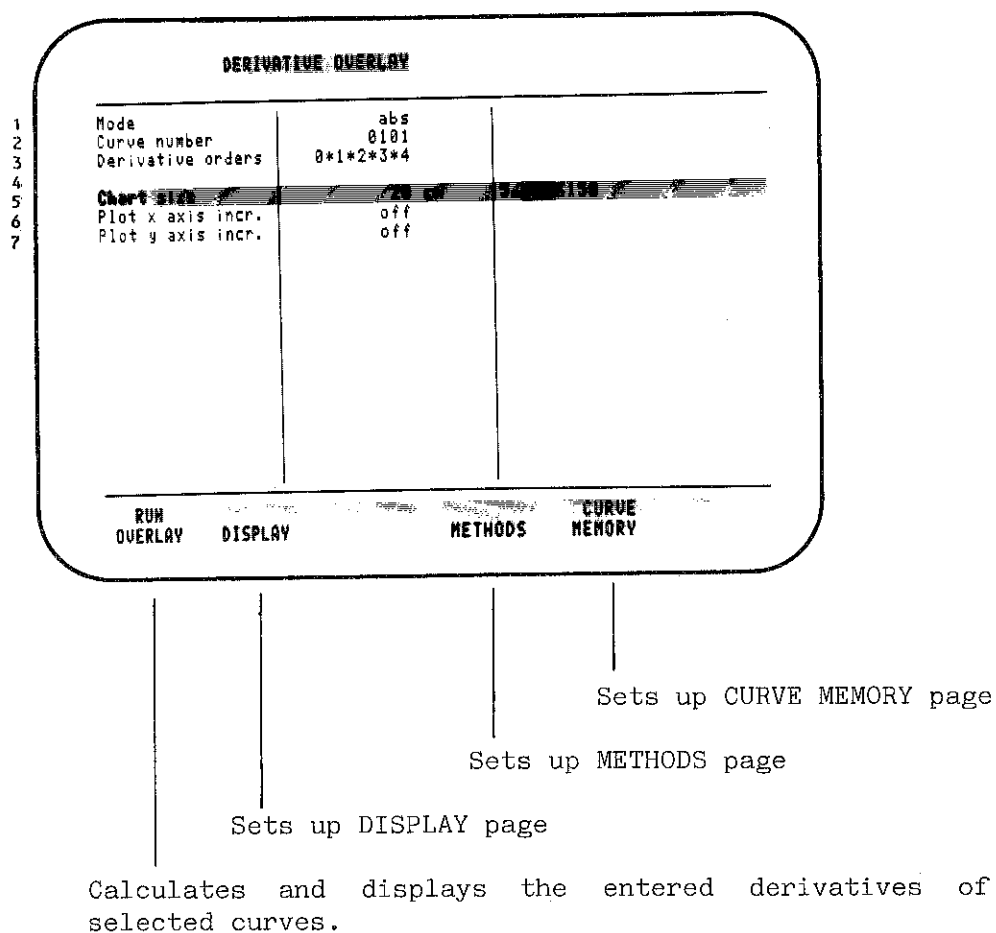 DERIVATIVE OVERLAY
1 Mode abs
2 Curve number 0101
3 Derivative orders 0*1*2*3*4
4
5 Chart size 20 cm
6 Plot x axis incr. off
7 Plot y axis incr. off
RUN OVERLAY DISPLAY METHODS CURVE MEMORY
Sets up CURVE MEMORY page
Sets up METHODS page
Sets up DISPLAY page
Calculates and displays the entered derivatives of
selected curves.